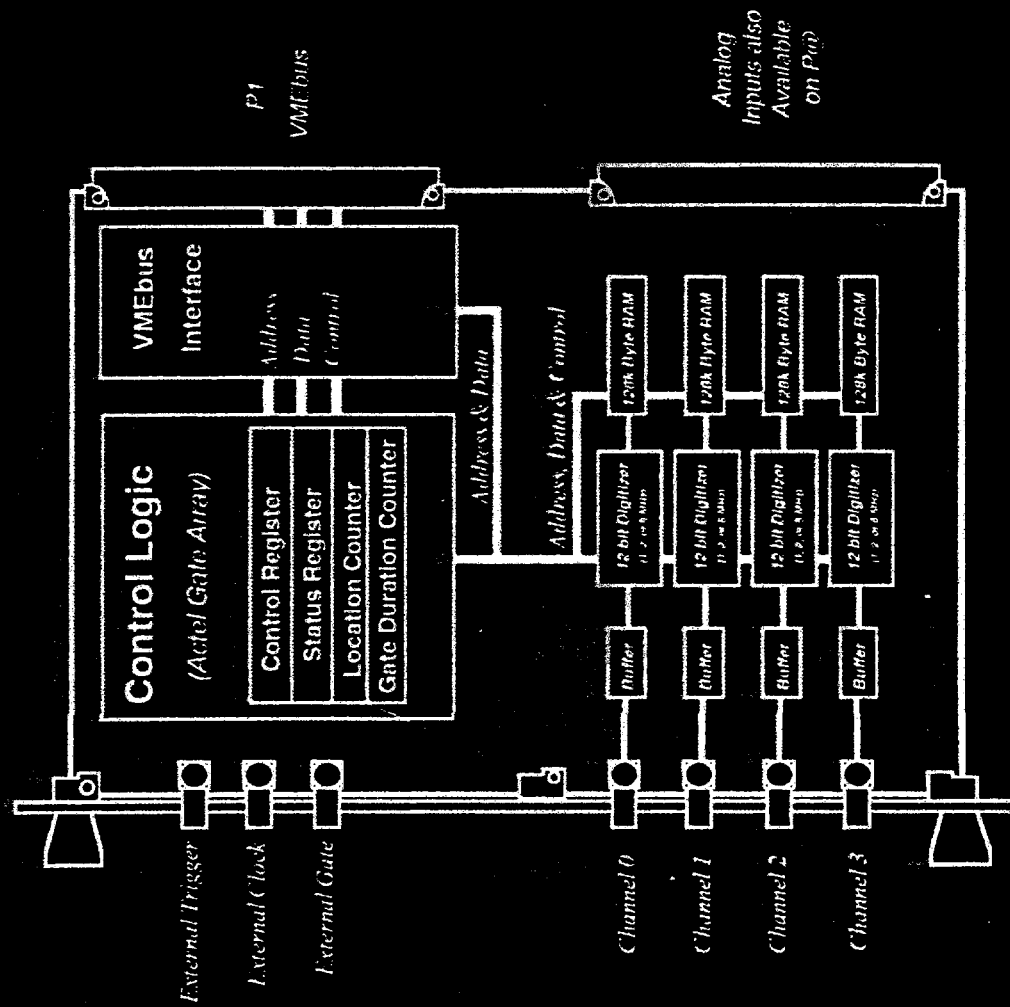 P1
VMEbus
Analog
Inputs also
Available
VMEbus
Interface
Address
Data
Control
Control Logic
(Actel Gate Array)
Control Register
Status Register
Location Counter
Gate Duration Counter
Address & Data
Address, Data & Control
128k Byte RAM
128k Byte RAM
128k Byte RAM
128k Byte RAM
12 bit Digitizer
12 bit Digitizer
12 bit Digitizer
12 bit Digitizer
Buffer
Buffer
Buffer
Buffer
External Trigger
External Clock
External Gate
Channel 0
Channel 1
Channel 2
Channel 3